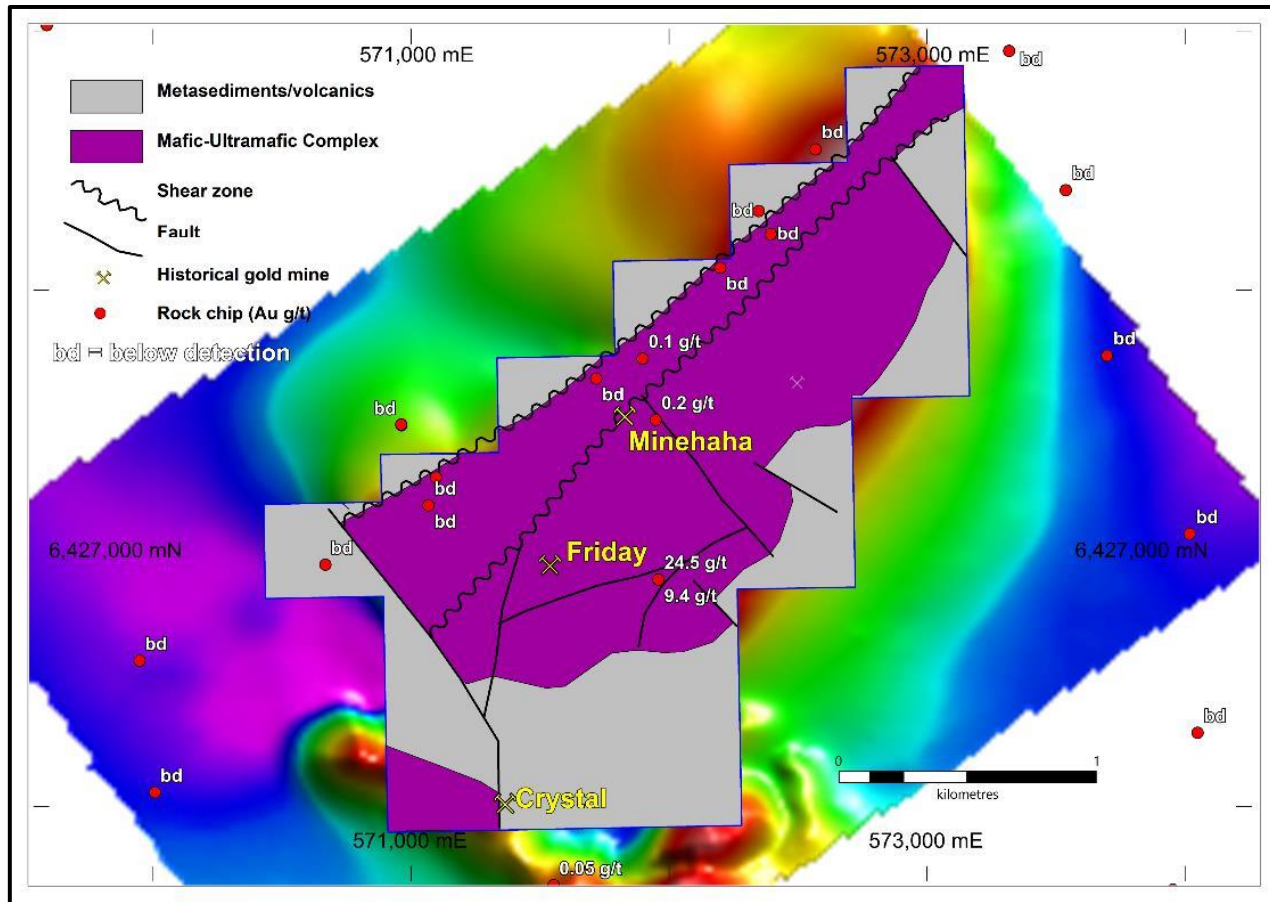 571,000 mE
573,000 mE
bd
Metasediments/volcanics
Mafic-Ultramafic Complex
bd
Shear zone
bd
bd
bd
Fault
Historical gold mine
bd
Rock chip (Au g/t)
0.1 g/t
bd = below detection
bd
bd
bd
0.2 g/t
Minehaha
bd
bd
bd
6,427,000 mN
bd
Friday
24.5 g/t
9.4 g/t
6,427,000 mN
bd
bd
bd
bd
0
1
kilometres
Crystal
571,000 mE
573,000 mE
0.05 g/t